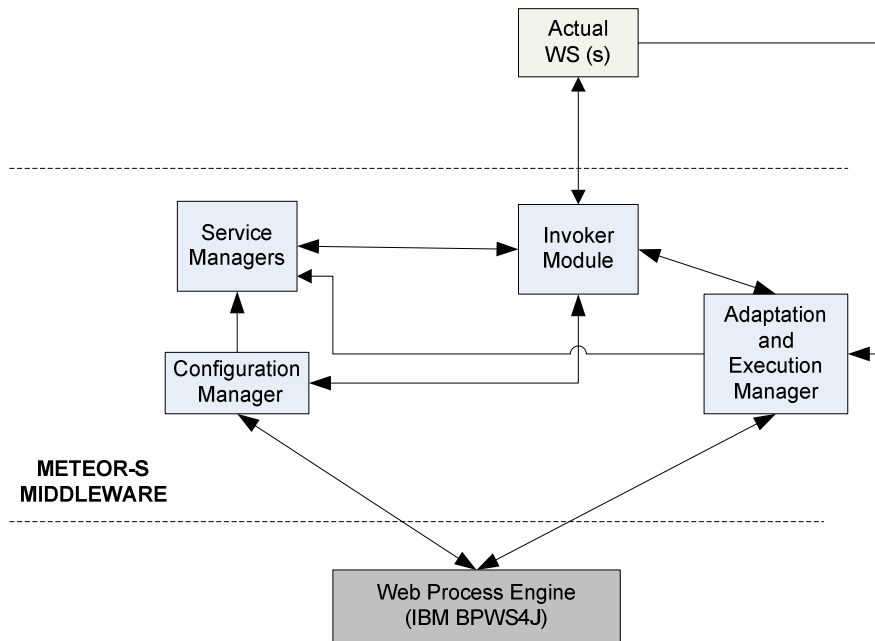 Actual
WS (s)
Service
Managers
Invoker
Module
Adaptation
and
Execution
Manager
Configuration
Manager
METEOR-S
MIDDLEWARE
Web Process Engine
(IBM BPWS4J)